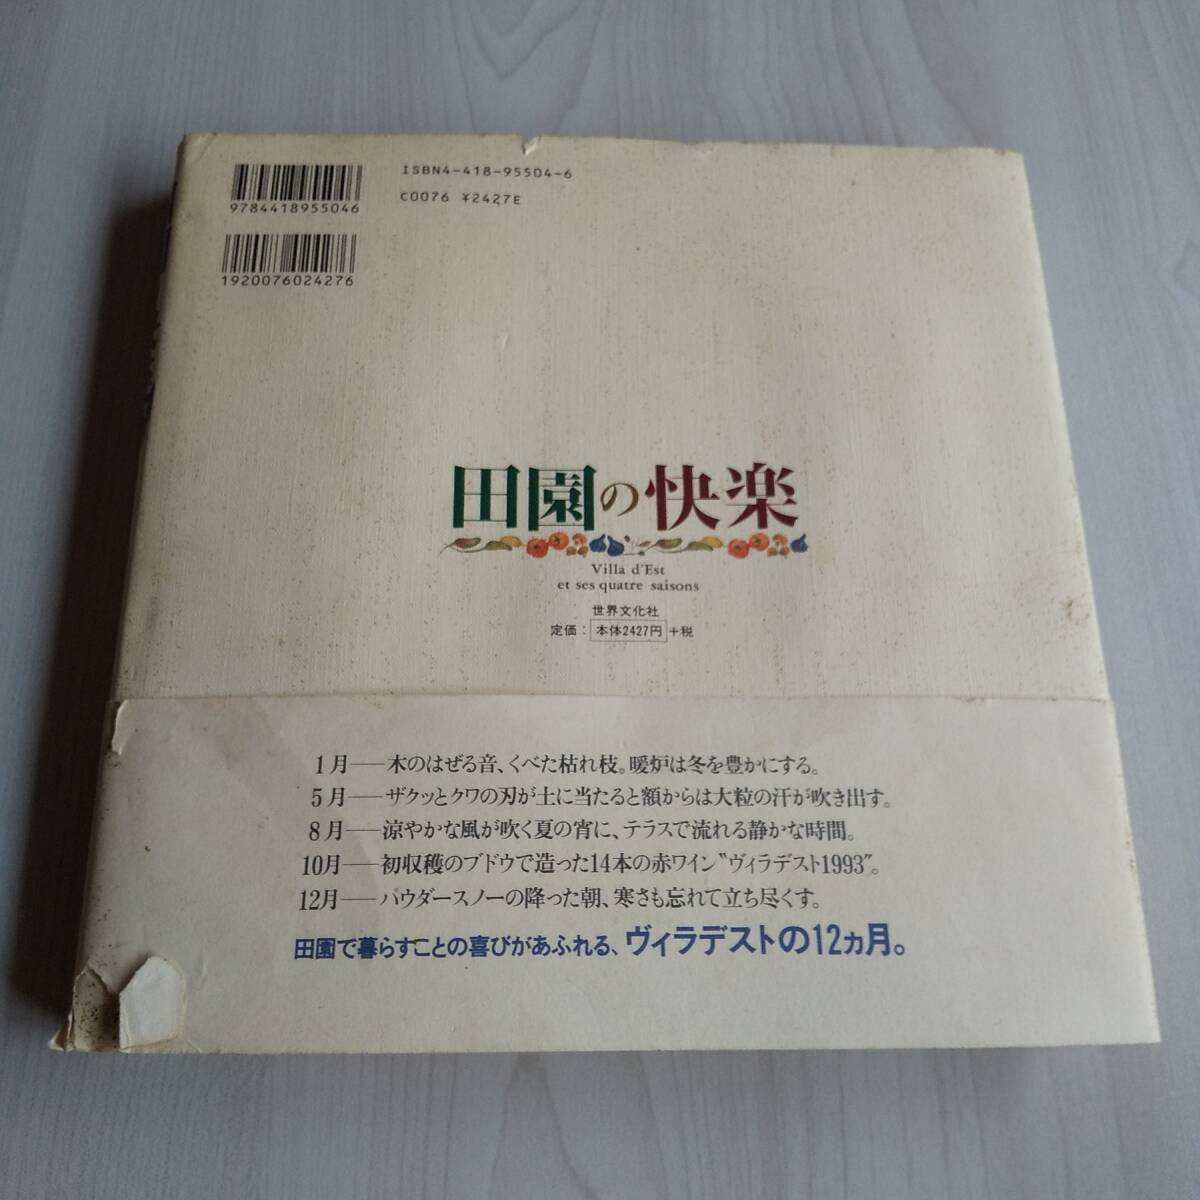 ISBN4-418-95504-6
C0076 ¥2427E
9784418955046
1920076024276
田園の快楽
Villa d'Est
et ses quatre saisons
世界文化社
定価：本体2427円+税
1月──木のはぜる音、くべた枯れ枝。暖炉は冬を豊かにする。
5月──ザクッとクワの刃が土に当たると額からは大粒の汗が吹き出す。
8月──涼やかな風が吹く夏の宵に、テラスで流れる静かな時間。
10月──初収穫のブドウで造った14本の赤ワイン〝ヴィラデスト1993〟。
12月──パウダースノーの降った朝、寒さも忘れて立ち尽くす。
田園で暮らすことの喜びがあふれる、ヴィラデストの12ヵ月。